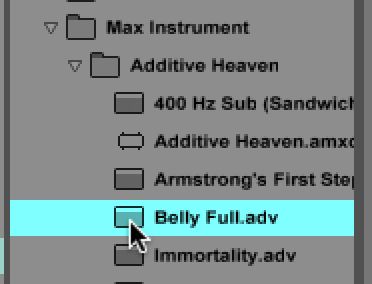 Max Instrument
Additive Heaven
400 Hz Sub (Sandwich
Additive Heaven.amxd
Armstrong's First Step
Belly Full.adv
Immortality.adv